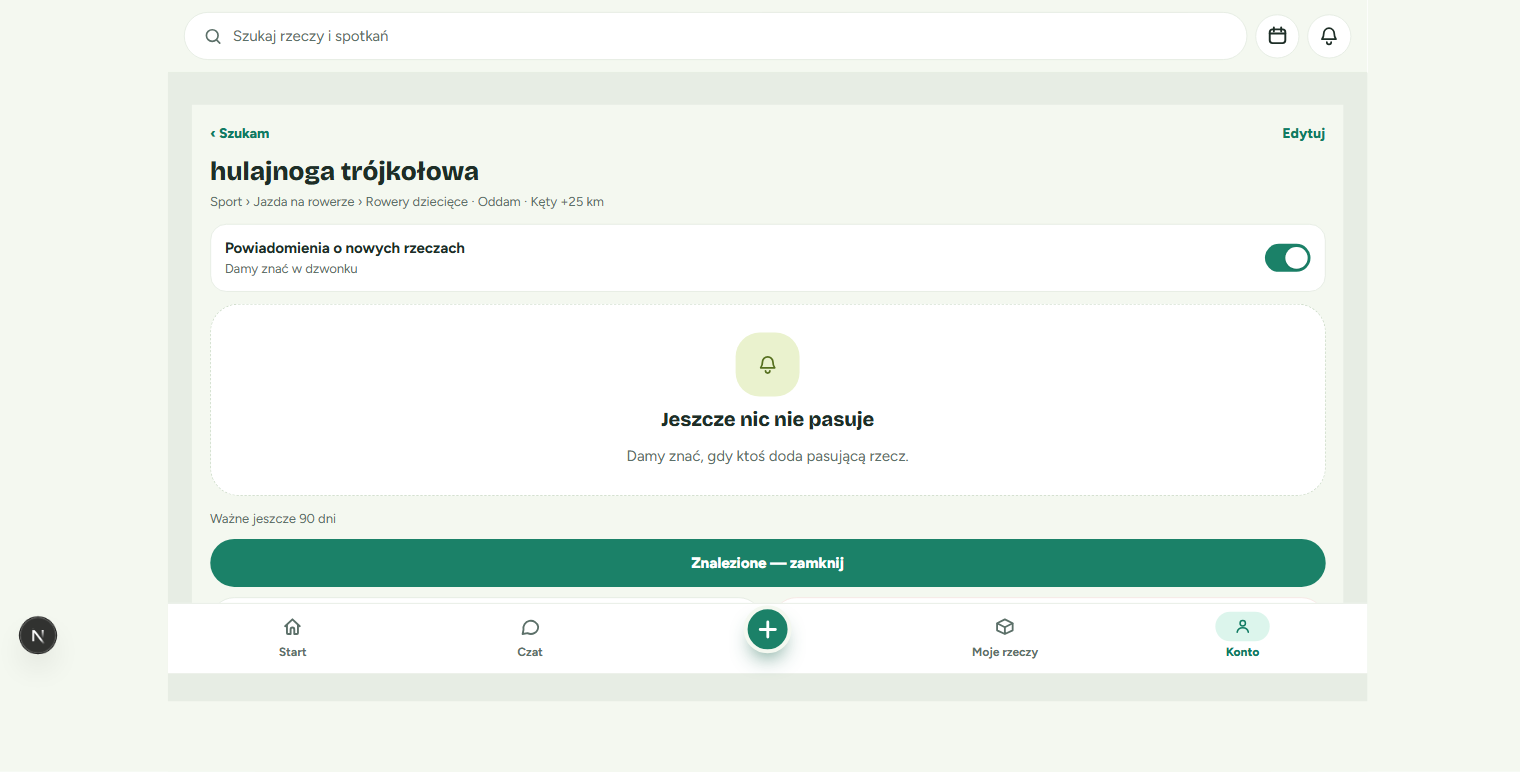 Szukaj rzeczy i spotkań
‹ Szukam
Edytuj
hulajnoga trójkołowa
Sport › Jazda na rowerze › Rowery dziecięce · Oddam · Kęty +25 km
Powiadomienia o nowych rzeczach
Damy znać w dzwonku
Jeszcze nic nie pasuje
Damy znać, gdy ktoś doda pasującą rzecz.
Ważne jeszcze 90 dni
Znalezione — zamknij
N
Start
Czat
Moje rzeczy
Konto